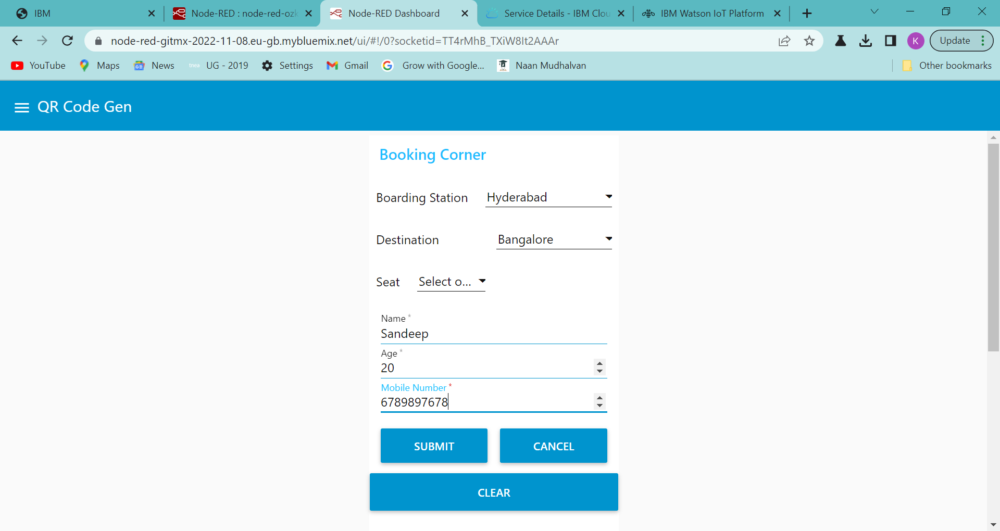 IBM
Node-RED : node-red-ozk
Node-RED Dashboard
Service Details - IBM Clou
IBM Watson IoT Platform
node-red-gitmx-2022-11-08.eu-gb.mybluemix.net/ui/#!/0?socketid=TT4rMhB_TXiW8It2AAAr
K
Update
YouTube
Maps
News
tnea
UG - 2019
Settings
Gmail
Grow with Google...
Naan Mudhalvan
Other bookmarks
QR Code Gen
Booking Corner
Boarding Station Hyderabad
Destination Bangalore
Seat Select o...
Name *
Sandeep
Age *
20
Mobile Number *
6789897678
SUBMIT CANCEL
CLEAR